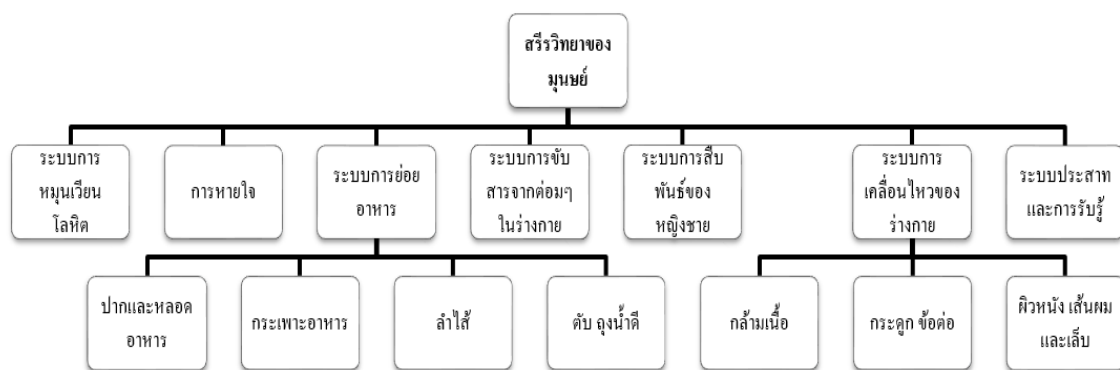 สรีรวิทยาของ
มนุษย์
ระบบการ
หมุนเวียน
โลหิต
การหายใจ
ระบบการย่อย
อาหาร
ระบบการขับ
สารจากต่อมๆ
ในร่างกาย
ระบบการสืบ
พันธ์ของ
หญิงชาย
ระบบการ
เคลื่อนไหวของ
ร่างกาย
ระบบประสาท
และการรับรู้
ปากและหลอด
อาหาร
กระเพาะอาหาร
ลำไส้
ตับ ถุงน้ำดี
กล้ามเนื้อ
กระดูก ข้อต่อ
ผิวหนัง เส้นผม
และเล็บ